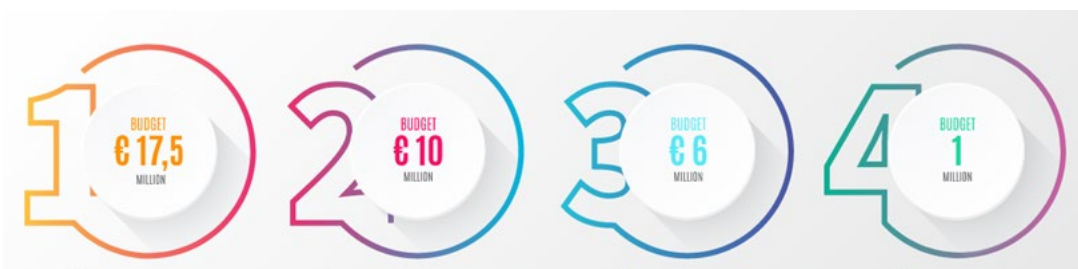 1
BUDGET
€ 17,5
MILLION
2
BUDGET
€ 10
MILLION
3
BUDGET
€ 6
MILLION
4
BUDGET
1
MILLION